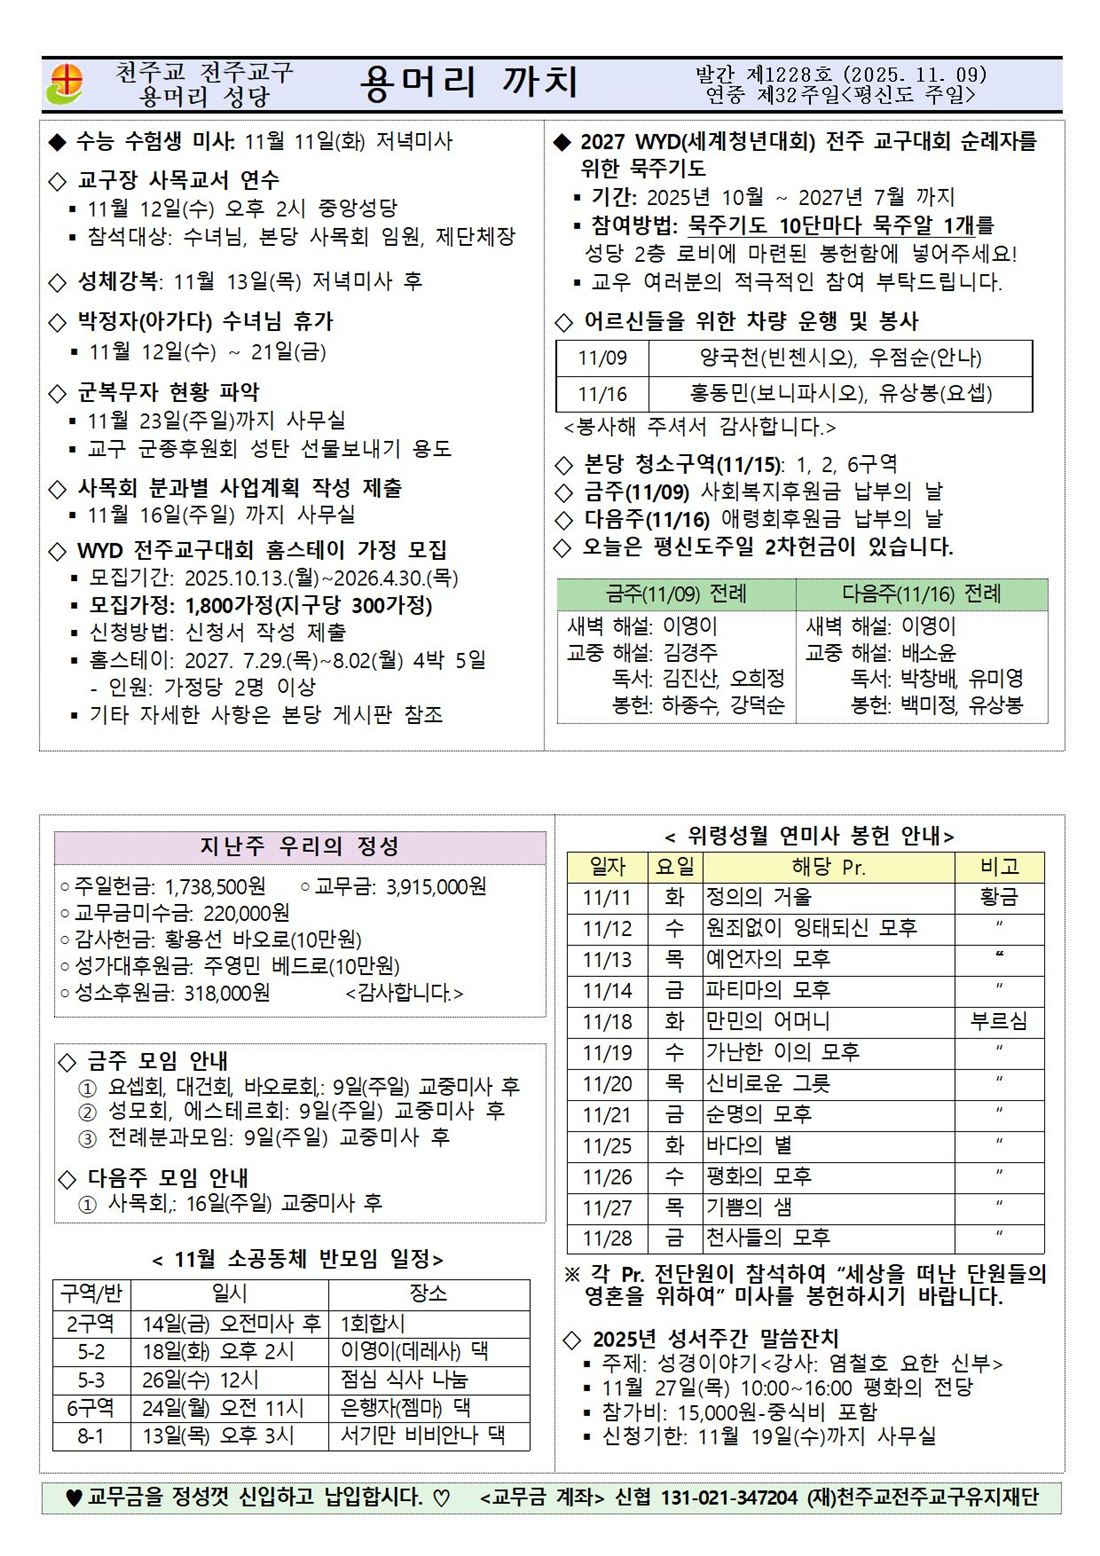 천주교 전주교구
용머리 성당
용머리 까치
발간 제1228호 (2025. 11. 09)
연중 제32주일<평신도 주일>
◆ 수능 수험생 미사: 11월 11일(화) 저녁미사
◇ 교구장 사목교서 연수
▪ 11월 12일(수) 오후 2시 중앙성당
▪ 참석대상: 수녀님, 본당 사목회 임원, 제단체장
◇ 성체강복: 11월 13일(목) 저녁미사 후
◇ 박정자(아가다) 수녀님 휴가
▪ 11월 12일(수) ~ 21일(금)
◇ 군복무자 현황 파악
▪ 11월 23일(주일)까지 사무실
▪ 교구 군종후원회 성탄 선물보내기 용도
◇ 사목회 분과별 사업계획 작성 제출
▪ 11월 16일(주일) 까지 사무실
◇ WYD 전주교구대회 홈스테이 가정 모집
▪ 모집기간: 2025.10.13.(월)~2026.4.30.(목)
▪ 모집가정: 1,800가정(지구당 300가정)
▪ 신청방법: 신청서 작성 제출
▪ 홈스테이: 2027. 7.29.(목)~8.02(월) 4박 5일
- 인원: 가정당 2명 이상
▪ 기타 자세한 사항은 본당 게시판 참조
◆ 2027 WYD(세계청년대회) 전주 교구대회 순례자를
위한 묵주기도
▪ 기간: 2025년 10월 ~ 2027년 7월 까지
▪ 참여방법: 묵주기도 10단마다 묵주알 1개를
성당 2층 로비에 마련된 봉헌함에 넣어주세요!
▪ 교우 여러분의 적극적인 참여 부탁드립니다.
◇ 어르신들을 위한 차량 운행 및 봉사
11/09 양국천(빈첸시오), 우점순(안나)
11/16 홍동민(보니파시오), 유상봉(요셉)
<봉사해 주셔서 감사합니다.>
◇ 본당 청소구역(11/15): 1, 2, 6구역
◇ 금주(11/09) 사회복지후원금 납부의 날
◇ 다음주(11/16) 애령회후원금 납부의 날
◇ 오늘은 평신도주일 2차헌금이 있습니다.
금주(11/09) 전례 다음주(11/16) 전례
새벽 해설: 이영이 새벽 해설: 이영이
교중 해설: 김경주 교중 해설: 배소윤
독서: 김진산, 오희정 독서: 박창배, 유미영
봉헌: 하종수, 강덕순 봉헌: 백미정, 유상봉
지난주 우리의 정성
○ 주일헌금: 1,738,500원 ○ 교무금: 3,915,000원
○ 교무금미수금: 220,000원
○ 감사헌금: 황용선 바오로(10만원)
○ 성가대후원금: 주영민 베드로(10만원)
○ 성소후원금: 318,000원 <감사합니다.>
◇ 금주 모임 안내
① 요셉회, 대건회, 바오로회,: 9일(주일) 교중미사 후
② 성모회, 에스테르회: 9일(주일) 교중미사 후
③ 전례분과모임: 9일(주일) 교중미사 후
◇ 다음주 모임 안내
① 사목회,: 16일(주일) 교중미사 후
< 11월 소공동체 반모임 일정>
구역/반 일시 장소
2구역 14일(금) 오전미사 후 1회합시
5-2 18일(화) 오후 2시 이영이(데레사) 댁
5-3 26일(수) 12시 점심 식사 나눔
6구역 24일(월) 오전 11시 은행자(젬마) 댁
8-1 13일(목) 오후 3시 서기만 비비안나 댁
< 위령성월 연미사 봉헌 안내>
일자 요일 해당 Pr. 비고
11/11 화 정의의 거울 황금
11/12 수 원죄없이 잉태되신 모후 〃
11/13 목 예언자의 모후 “
11/14 금 파티마의 모후 〃
11/18 화 만민의 어머니 부르심
11/19 수 가난한 이의 모후 〃
11/20 목 신비로운 그릇 〃
11/21 금 순명의 모후 〃
11/25 화 바다의 별 〃
11/26 수 평화의 모후 〃
11/27 목 기쁨의 샘 〃
11/28 금 천사들의 모후 〃
※ 각 Pr. 전단원이 참석하여 “세상을 떠난 단원들의
영혼을 위하여” 미사를 봉헌하시기 바랍니다.
◇ 2025년 성서주간 말씀잔치
▪ 주제: 성경이야기<강사: 염철호 요한 신부>
▪ 11월 27일(목) 10:00~16:00 평화의 전당
▪ 참가비: 15,000원-중식비 포함
▪ 신청기한: 11월 19일(수)까지 사무실
♥ 교무금을 정성껏 신입하고 납입합시다. ♡ <교무금 계좌> 신협 131-021-347204 (재)천주교전주교구유지재단